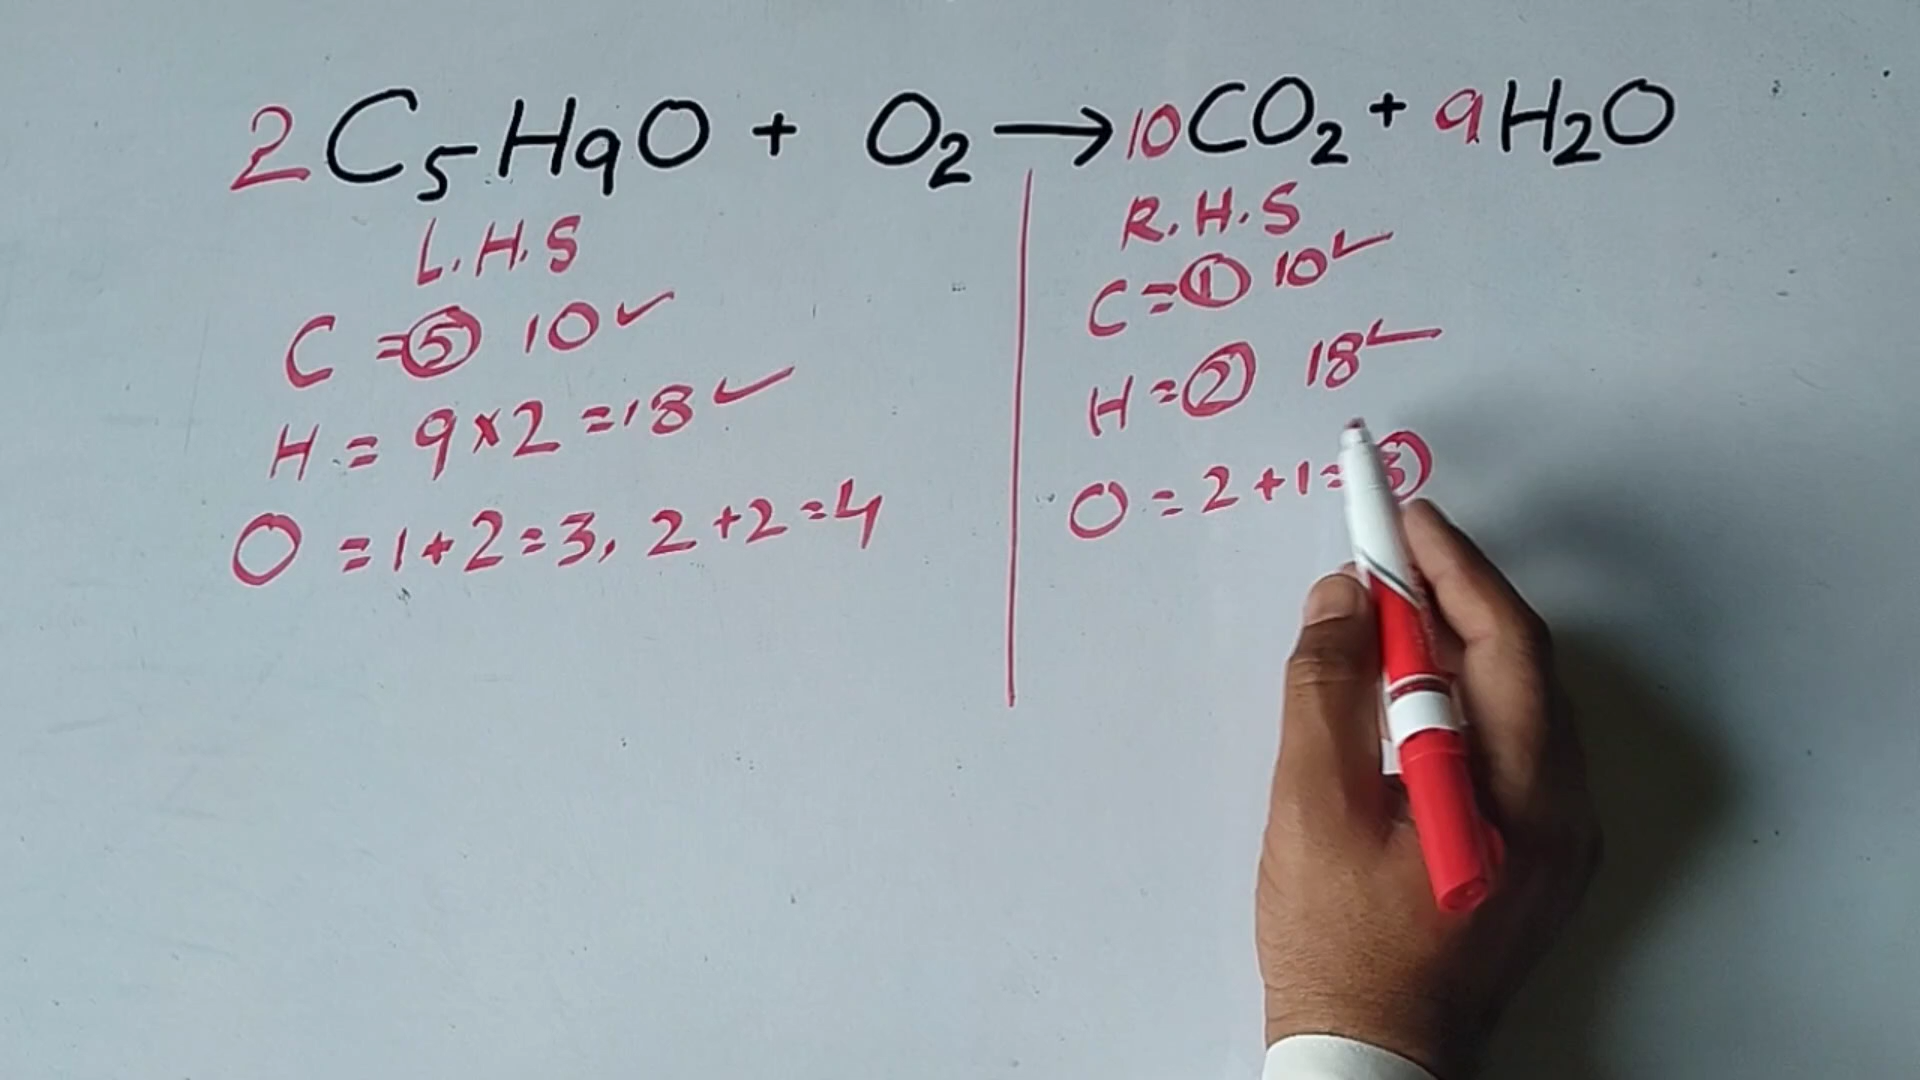 2C₅H₉O + O₂ → 10CO₂ + 9H₂O
L.H.S
C = 5 10 ✓
H = 9×2 = 18 ✓
O = 1+2=3, 2+2=4
R.H.S
C = 1 10 ✓
H = 2 18 ✓
O = 2+1=